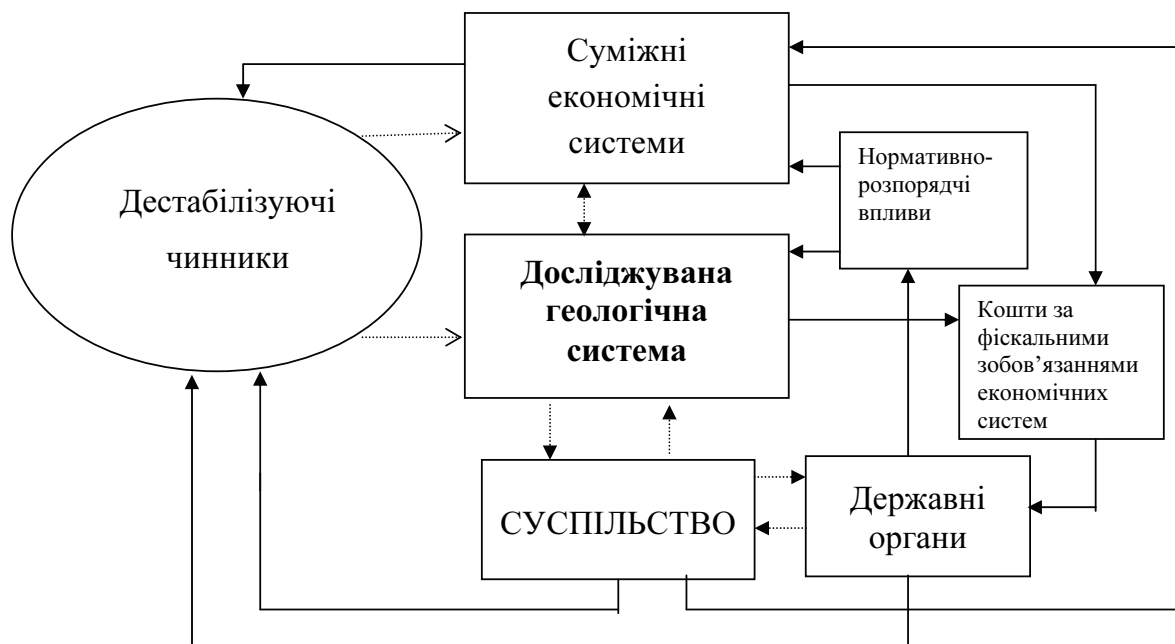 Суміжні
економічні
системи
Дестабілізуючі
чинники
Нормативно-
розпорядчі
впливи
Досліджувана
геологічна
система
Кошти за
фіскальними
зобов’язаннями
економічних
систем
СУСПІЛЬСТВО
Державні
органи